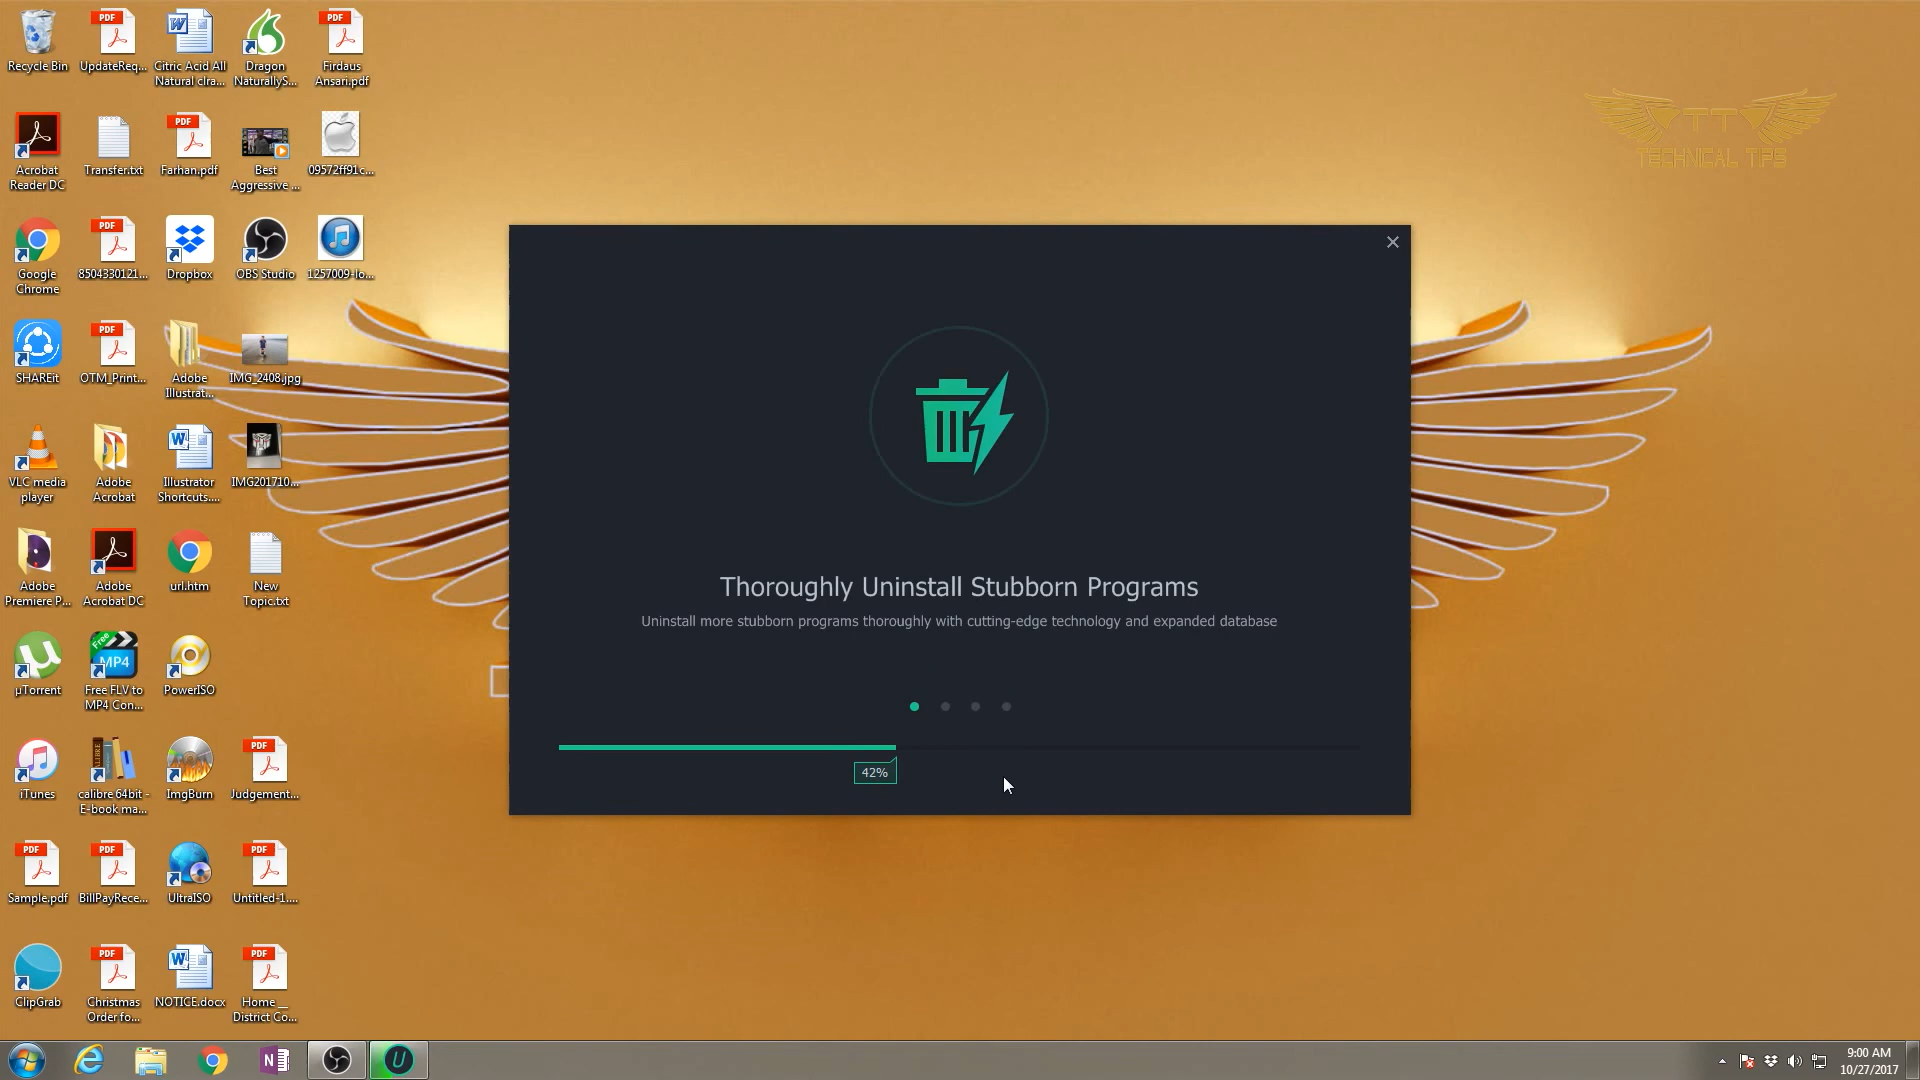 Recycle Bin
UpdateReq...
Citric Acid All
Natural clra...
Dragon
NaturallyS...
Firdaus
Ansari.pdf
Acrobat
Reader DC
Transfer.txt
Farhan.pdf
Best
Aggressive ...
09572ff91c...
TT
TECHNICAL TIPS
Google
Chrome
8504330121...
Dropbox
OBS Studio
1257009-lo...
SHAREit
OTM_Print...
Adobe
Illustrat...
IMG_2408.jpg
VLC media
player
Adobe
Acrobat
Illustrator
Shortcuts....
IMG201710...
Adobe
Premiere P...
Adobe
Acrobat DC
url.htm
New
Topic.txt
µTorrent
Free FLV to
MP4 Con...
PowerISO
iTunes
calibre 64bit -
E-book ma...
ImgBurn
Judgement...
Sample.pdf
BillPayRece...
UltraISO
Untitled-1....
ClipGrab
Christmas
Order fo...
NOTICE.docx
Home __
District Co...
Thoroughly Uninstall Stubborn Programs
Uninstall more stubborn programs thoroughly with cutting-edge technology and expanded database
42%
9:00 AM
10/27/2017